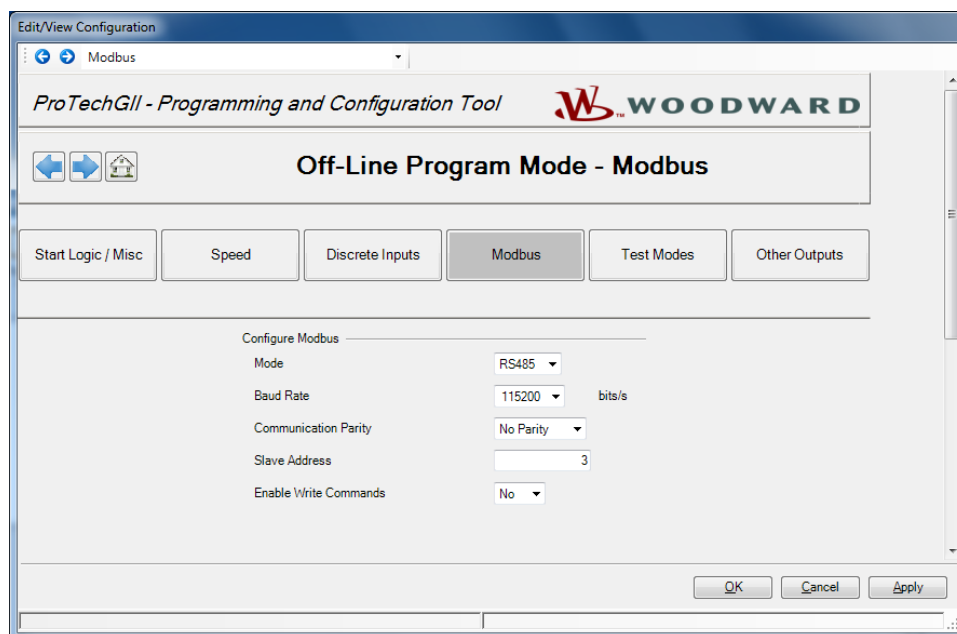 Edit/View Configuration
Modbus
ProTechGII - Programming and Configuration Tool
WOODWARD
Off-Line Program Mode - Modbus
Start Logic / Misc Speed Discrete Inputs Modbus Test Modes Other Outputs
Configure Modbus
Mode RS485
Baud Rate 115200 bits/s
Communication Parity No Parity
Slave Address 3
Enable Write Commands No
OK Cancel Apply